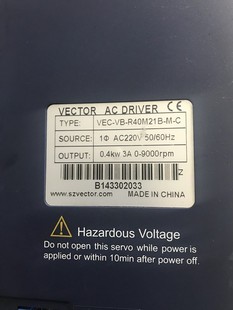 VECTOR AC DRIVER CE
TYPE: VEC-VB-R40M21B-M-C
SOURCE: 1Φ AC220V 50/60Hz
OUTPUT: 0.4kw 3A 0-9000rpm
Z
B143302033
www.szvector.com MADE IN CHINA
Hazardous Voltage
Do not open this servo while power is
applied or within 10min after power off.